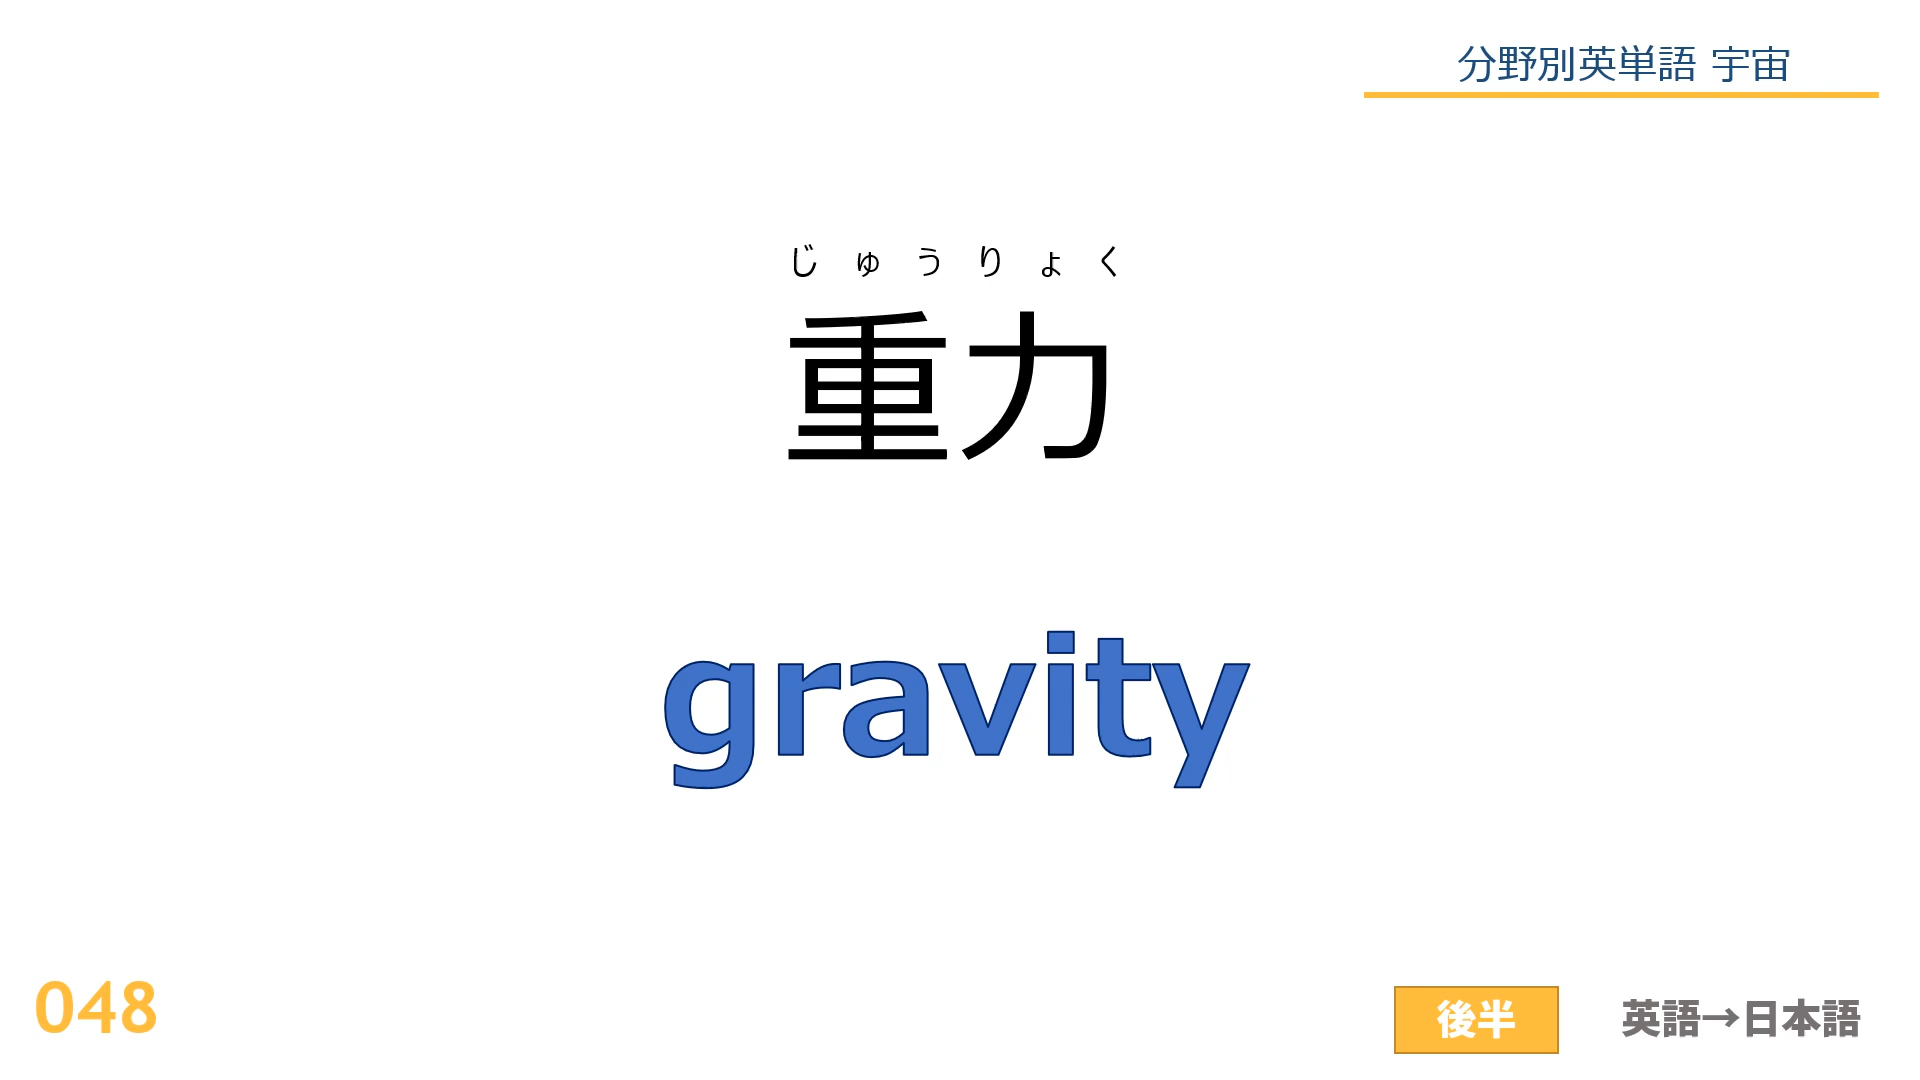 分野別英単語 宇宙
じゅうりょく
重力
gravity
048
後半
英語→日本語